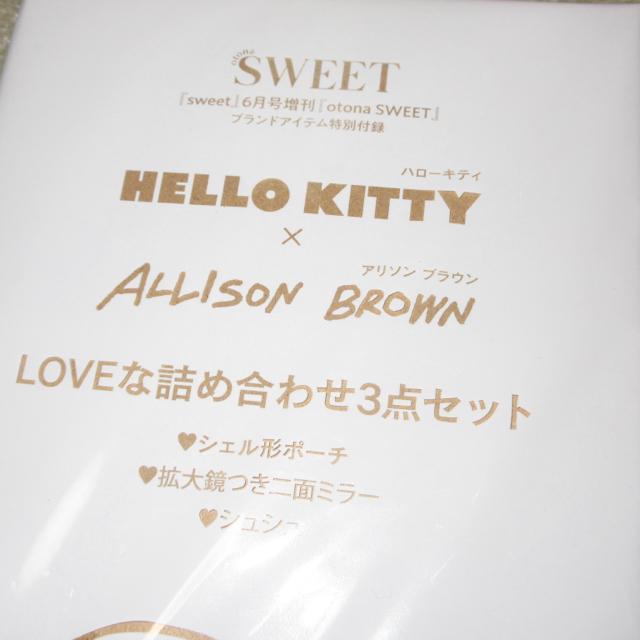 otona
SWEET
『sweet』6月号増刊『otona SWEET』
ブランドアイテム特別付録
ハローキティ
HELLO KITTY
×
アリソン ブラウン
ALLISON BROWN
LOVEな詰め合わせ3点セット
♥シェル形ポーチ
♥拡大鏡つき二面ミラー
♥シュシュ